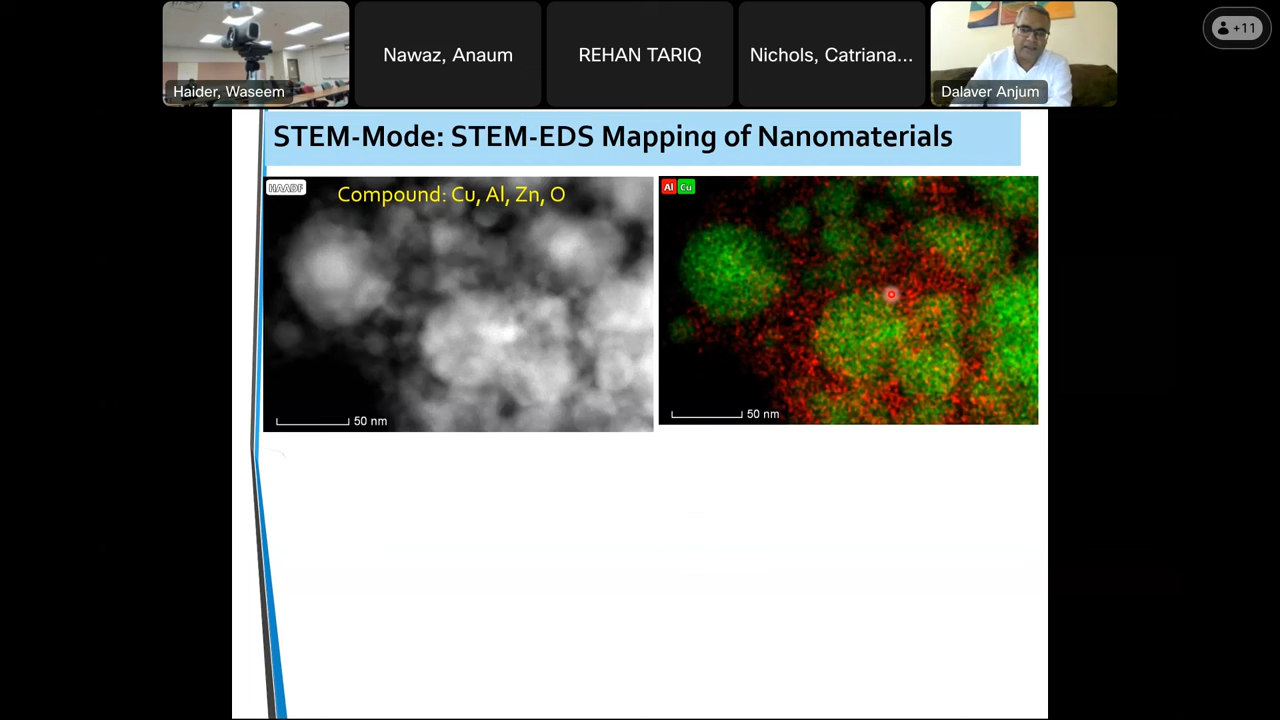 Haider, Waseem
Nawaz, Anaum
REHAN TARIQ
Nichols, Catriana...
Dalaver Anjum
+11
STEM-Mode: STEM-EDS Mapping of Nanomaterials
HAADF
Compound: Cu, Al, Zn, O
50 nm
Al Cu
50 nm